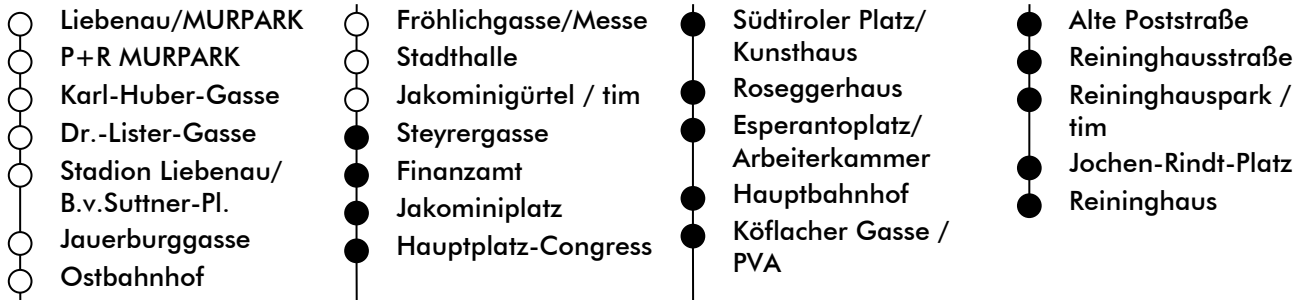 Liebenau/MURPARK
P+R MURPARK
Karl-Huber-Gasse
Dr.-Lister-Gasse
Stadion Liebenau/
B.v.Suttner-Pl.
Jauerburggasse
Ostbahnhof
Fröhlichgasse/Messe
Stadthalle
Jakominigürtel / tim
Steyrergasse
Finanzamt
Jakominiplatz
Hauptplatz-Congress
Südtiroler Platz/
Kunsthaus
Roseggerhaus
Esperantoplatz/
Arbeiterkammer
Hauptbahnhof
Köflacher Gasse /
PVA
Alte Poststraße
Reininghausstraße
Reininghauspark /
tim
Jochen-Rindt-Platz
Reininghaus